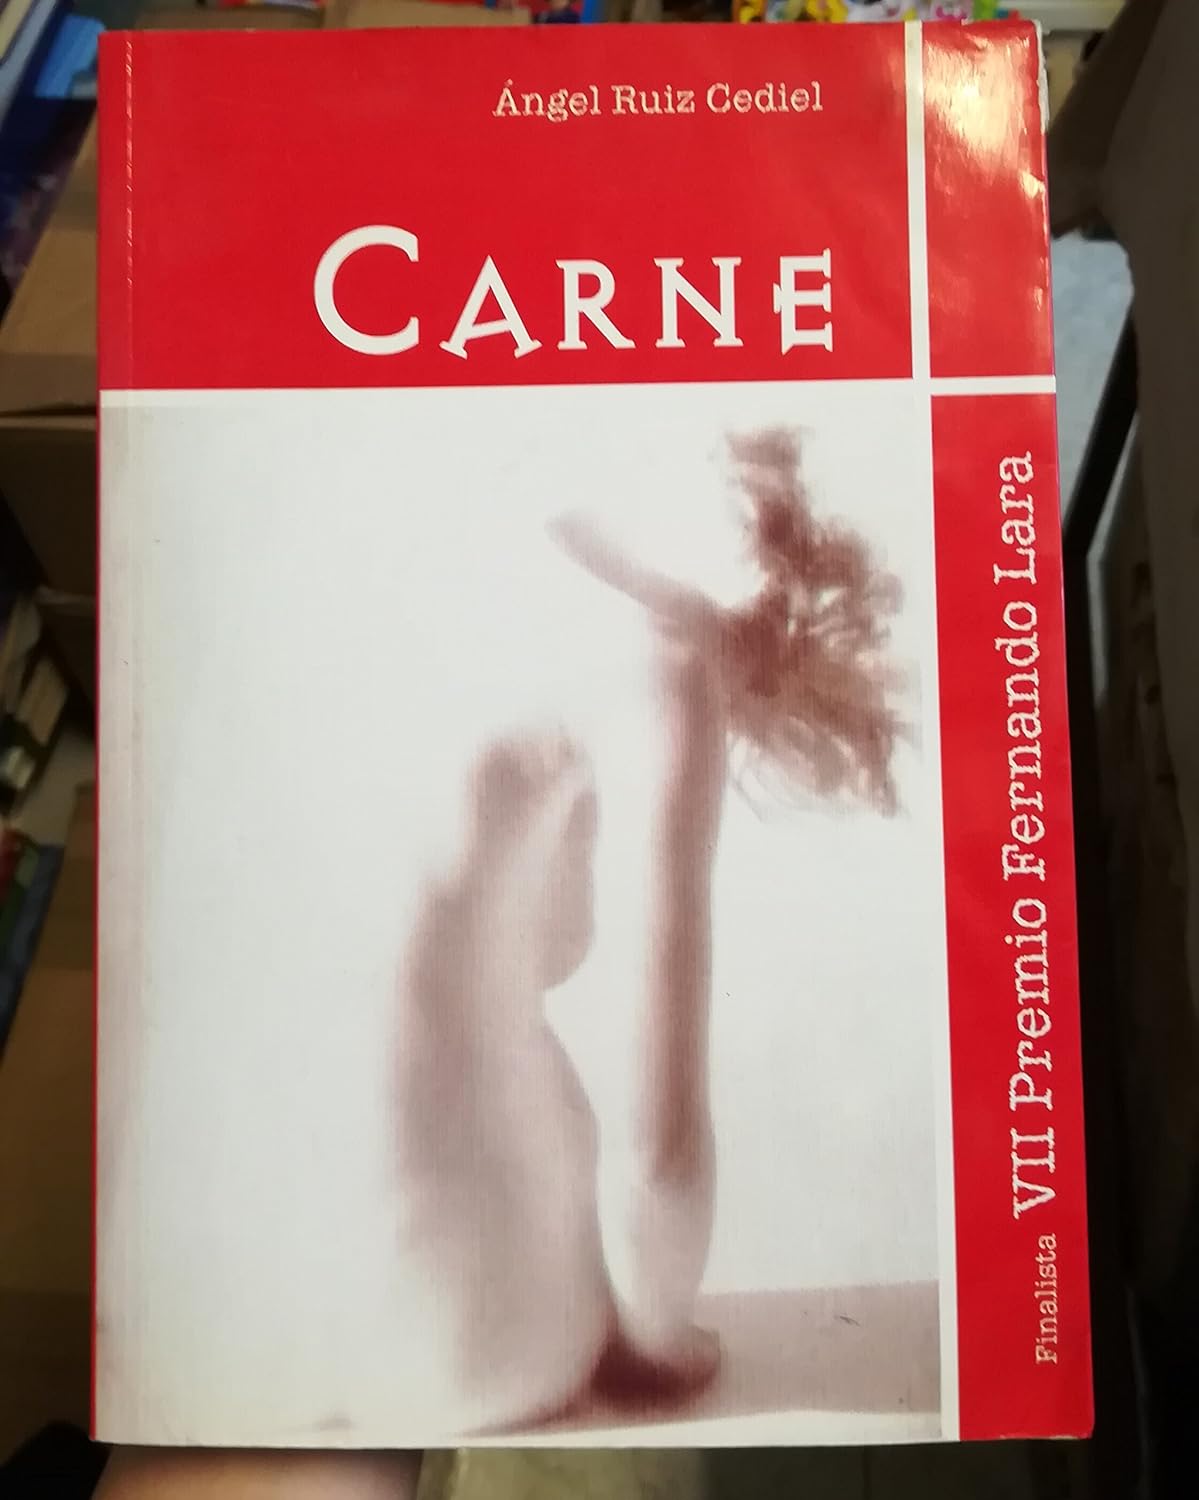 Ángel Ruiz Cediel
CARNE
Finalista VII Premio Fernando Lara